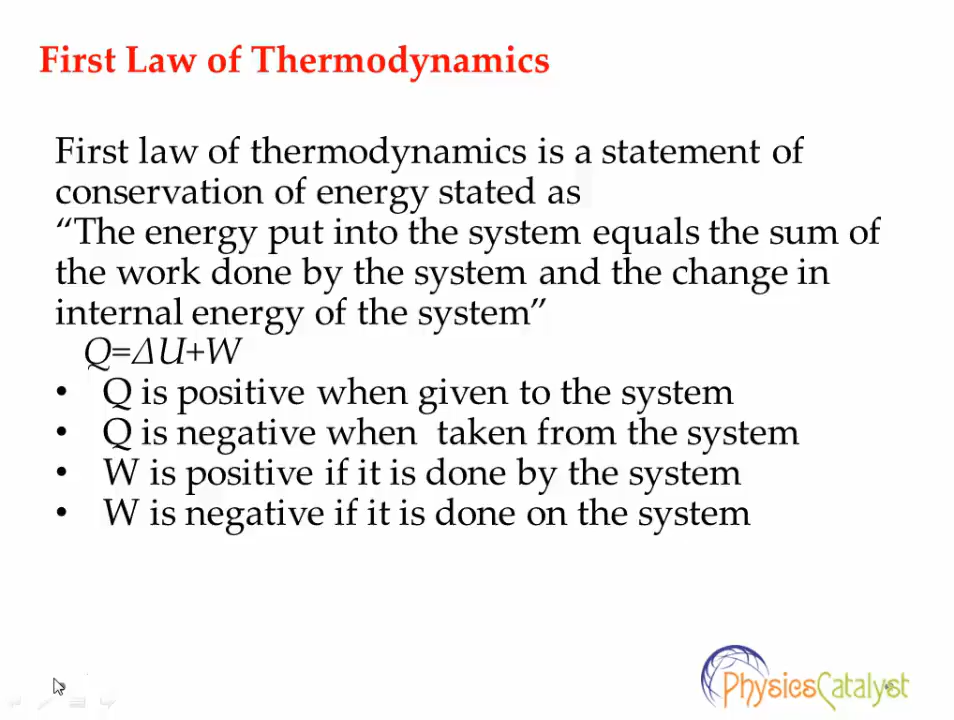 First Law of Thermodynamics
First law of thermodynamics is a statement of
conservation of energy stated as
“The energy put into the system equals the sum of
the work done by the system and the change in
internal energy of the system”
Q=ΔU+W
• Q is positive when given to the system
• Q is negative when taken from the system
• W is positive if it is done by the system
• W is negative if it is done on the system
PhysicsCatalyst